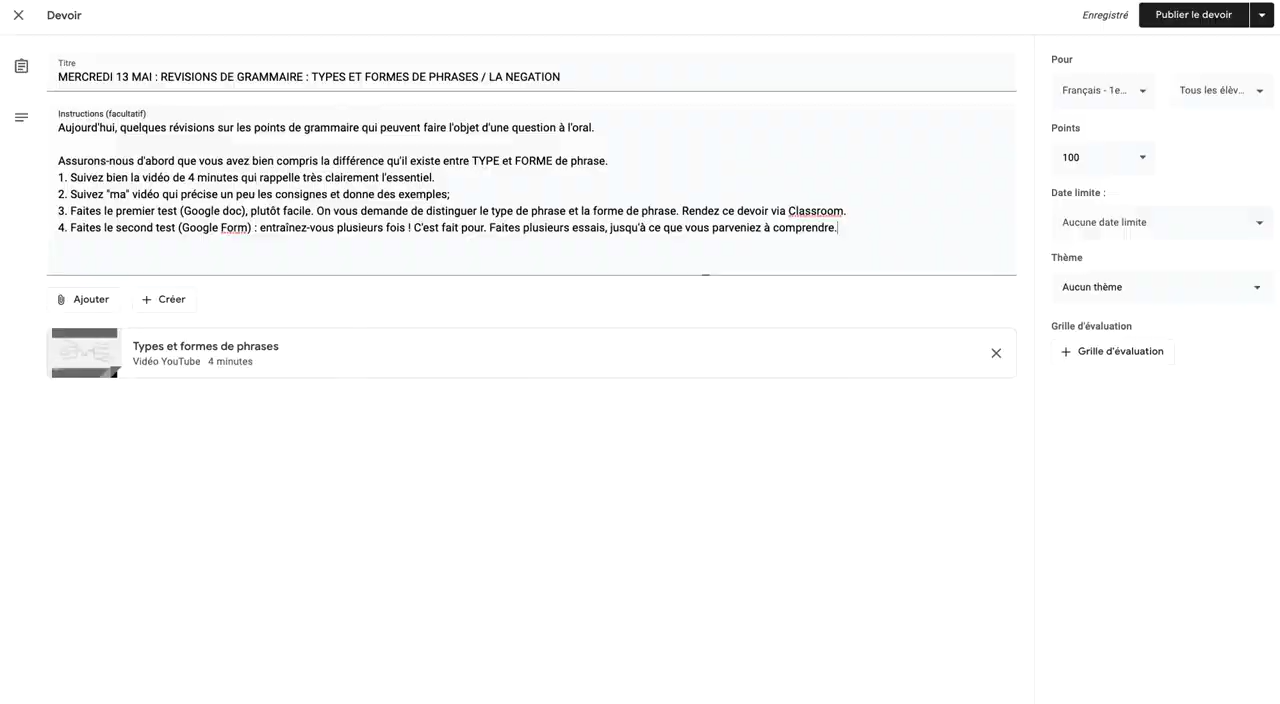 Devoir
Enregistré
Publier le devoir
Titre
MERCREDI 13 MAI : REVISIONS DE GRAMMAIRE : TYPES ET FORMES DE PHRASES / LA NEGATION
Instructions (facultatif)
Aujourd'hui, quelques révisions sur les points de grammaire qui peuvent faire l'objet d'une question à l'oral.
Assurons-nous d'abord que vous avez bien compris la différence qu'il existe entre TYPE et FORME de phrase.
1. Suivez bien la vidéo de 4 minutes qui rappelle très clairement l'essentiel.
2. Suivez "ma" vidéo qui précise un peu les consignes et donne des exemples;
3. Faites le premier test (Google doc), plutôt facile. On vous demande de distinguer le type de phrase et la forme de phrase. Rendez ce devoir via Classroom.
4. Faites le second test (Google Form) : entraînez-vous plusieurs fois ! C'est fait pour. Faites plusieurs essais, jusqu'à ce que vous parveniez à comprendre.
Ajouter
Créer
Types et formes de phrases
Vidéo YouTube 4 minutes
Pour
Français - 1e...
Tous les élèv...
Points
100
Date limite :
Aucune date limite
Thème
Aucun thème
Grille d'évaluation
Grille d'évaluation